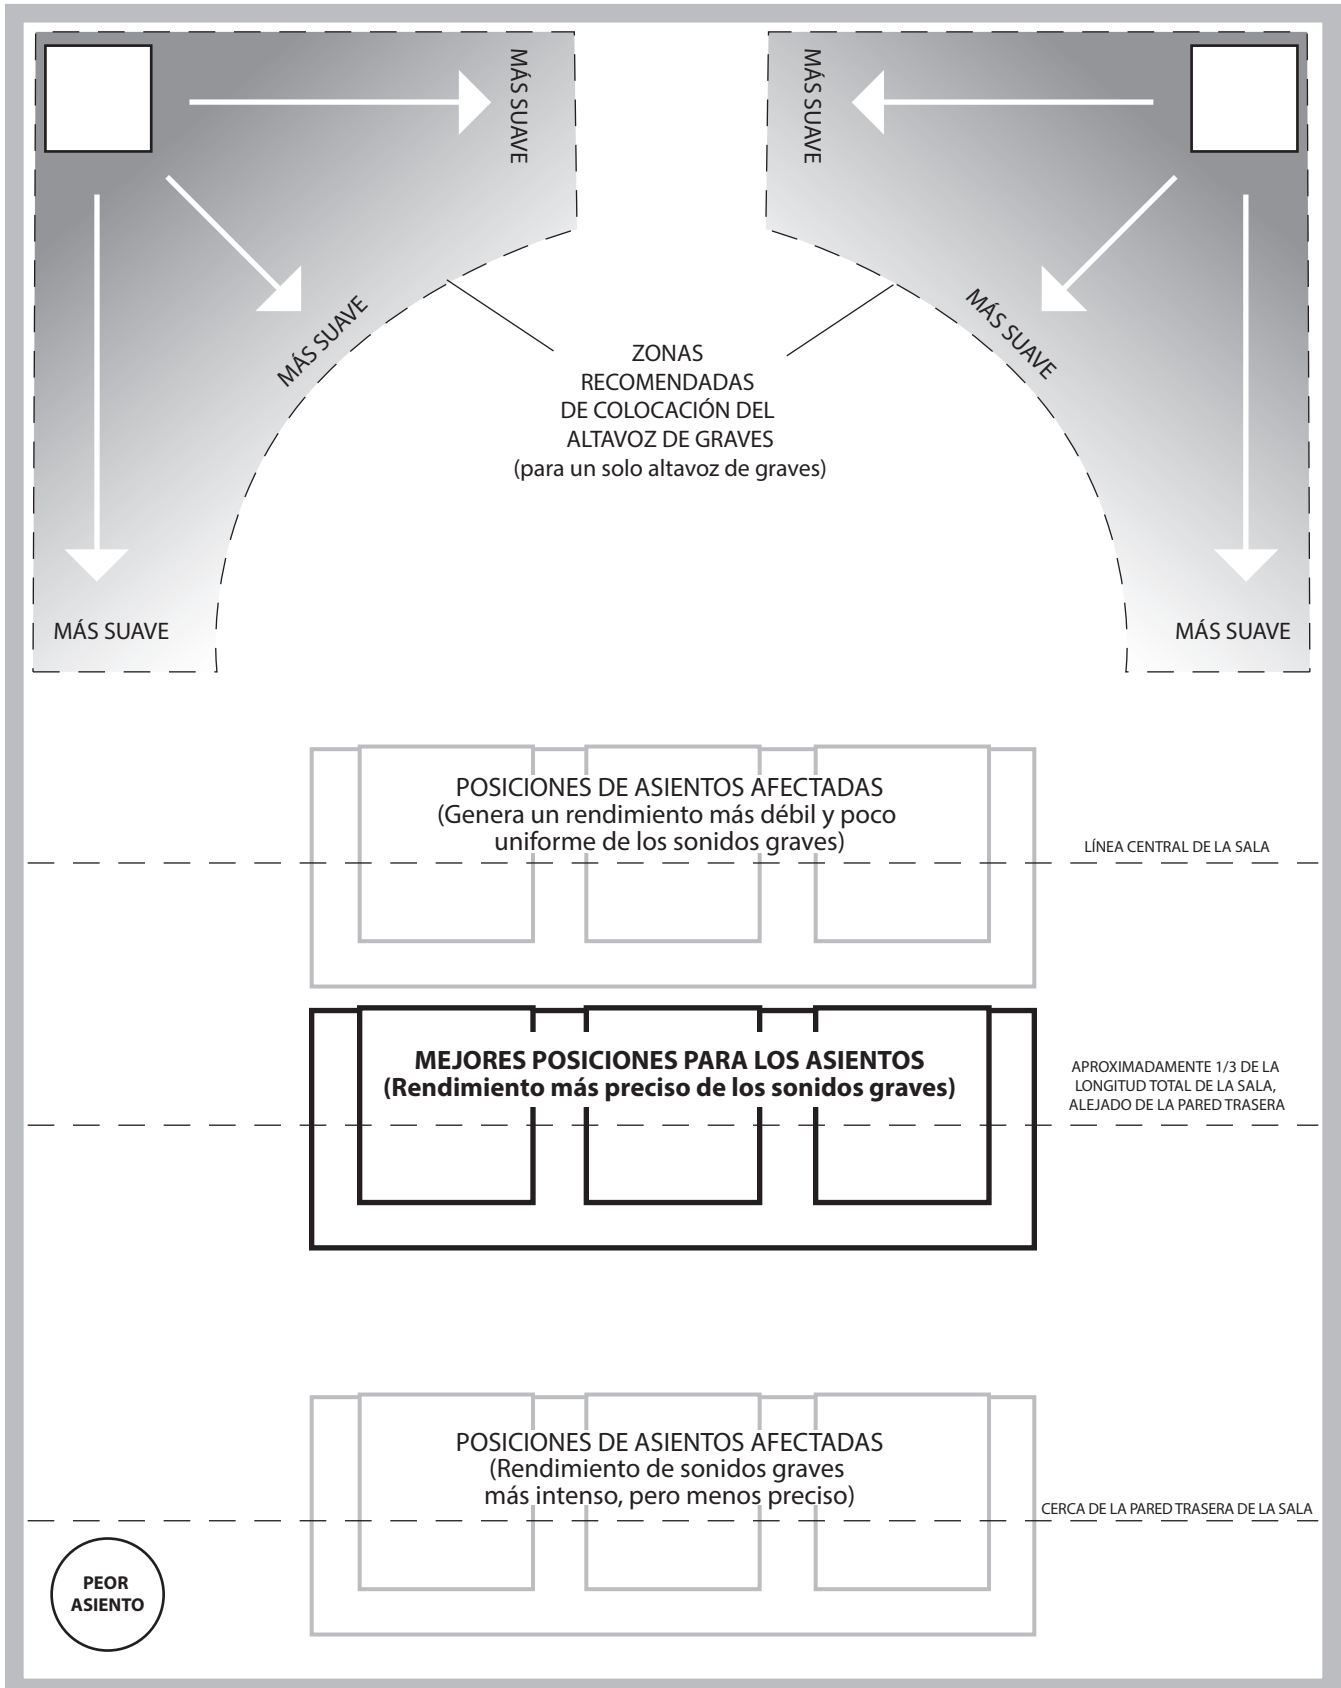 MÁS SUAVE
MÁS SUAVE
MÁS SUAVE
MÁS SUAVE
ZONAS
RECOMENDADAS
DE COLOCACIÓN DEL
ALTAVOZ DE GRAVES
(para un solo altavoz de graves)
MÁS SUAVE
MÁS SUAVE
POSICIONES DE ASIENTOS AFECTADAS
(Genera un rendimiento más débil y poco
uniforme de los sonidos graves)
LÍNEA CENTRAL DE LA SALA
MEJORES POSICIONES PARA LOS ASIENTOS
(Rendimiento más preciso de los sonidos graves)
APROXIMADAMENTE 1/3 DE LA
LONGITUD TOTAL DE LA SALA,
ALEJADO DE LA PARED TRASERA
POSICIONES DE ASIENTOS AFECTADAS
(Rendimiento de sonidos graves
más intenso, pero menos preciso)
CERCA DE LA PARED TRASERA DE LA SALA
PEOR
ASIENTO